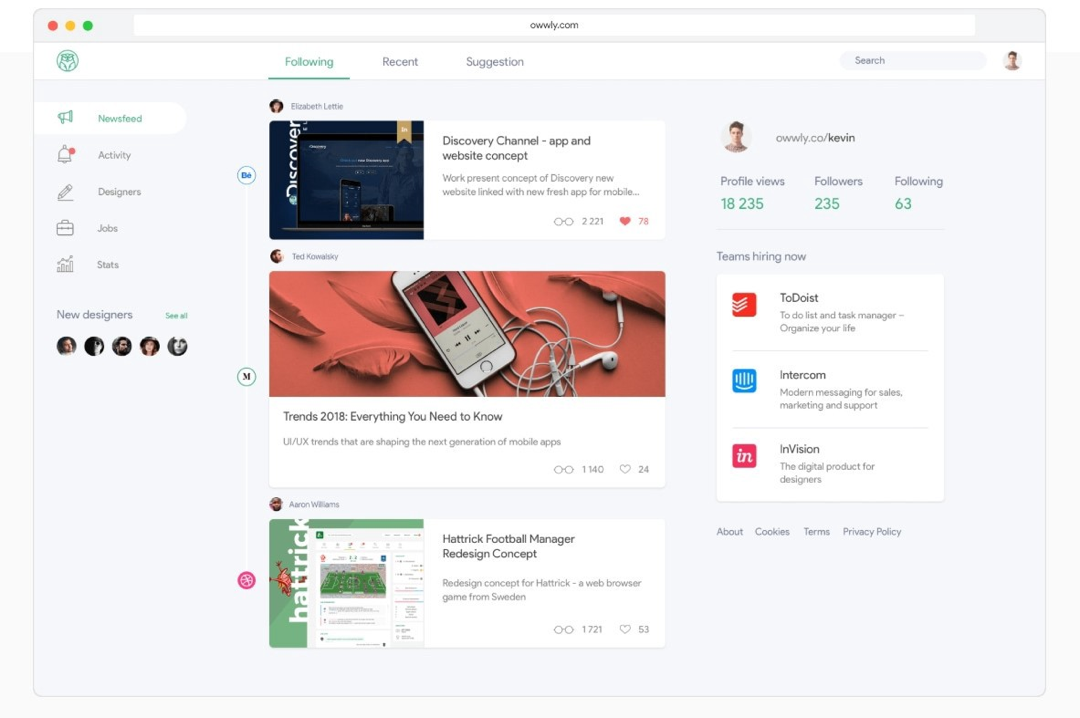 owwly.com
Following
Recent
Suggestion
Search
Newsfeed
Activity
Designers
Jobs
Stats
New designers
See all
Elizabeth Lettie
Bē
Discovery
in
Discovery Channel - app and
website concept
Work present concept of Discovery new
website linked with new fresh app for mobile...
2 221
78
Ted Kowalsky
M
Trends 2018: Everything You Need to Know
UI/UX trends that are shaping the next generation of mobile apps
1 140
24
Aaron Williams
hattrick
Hattrick Football Manager
Redesign Concept
Redesign concept for Hattrick - a web browser
game from Sweden
1 721
53
owwly.co/kevin
Profile views
Followers
Following
18 235
235
63
Teams hiring now
ToDoist
To do list and task manager –
Organize your life
Intercom
Modern messaging for sales,
marketing and support
in
InVision
The digital product for
designers
About
Cookies
Terms
Privacy Policy